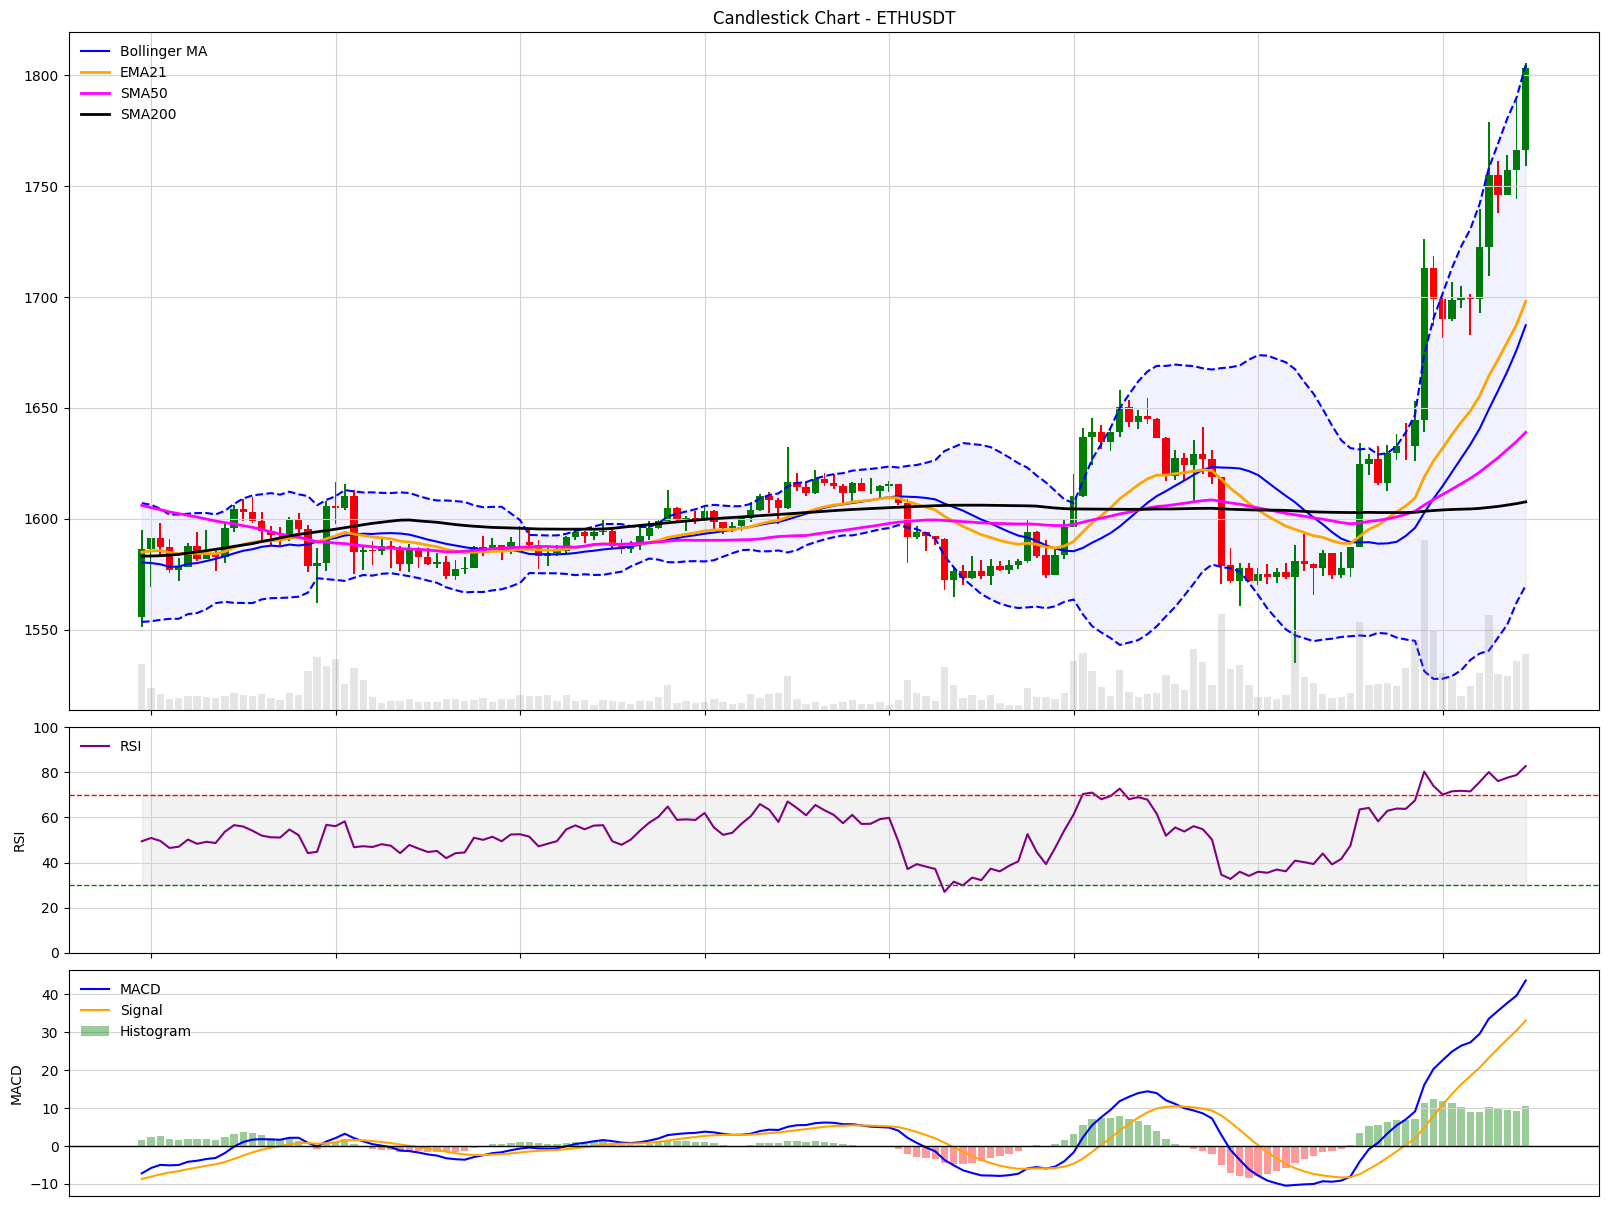 Candlestick Chart - ETHUSDT
Bollinger MA
EMA21
SMA50
SMA200
1800
1750
1700
1650
1600
1550
RSI
100
80
60
40
20
0
RSI
MACD
Signal
Histogram
40
30
20
10
0
−10
MACD